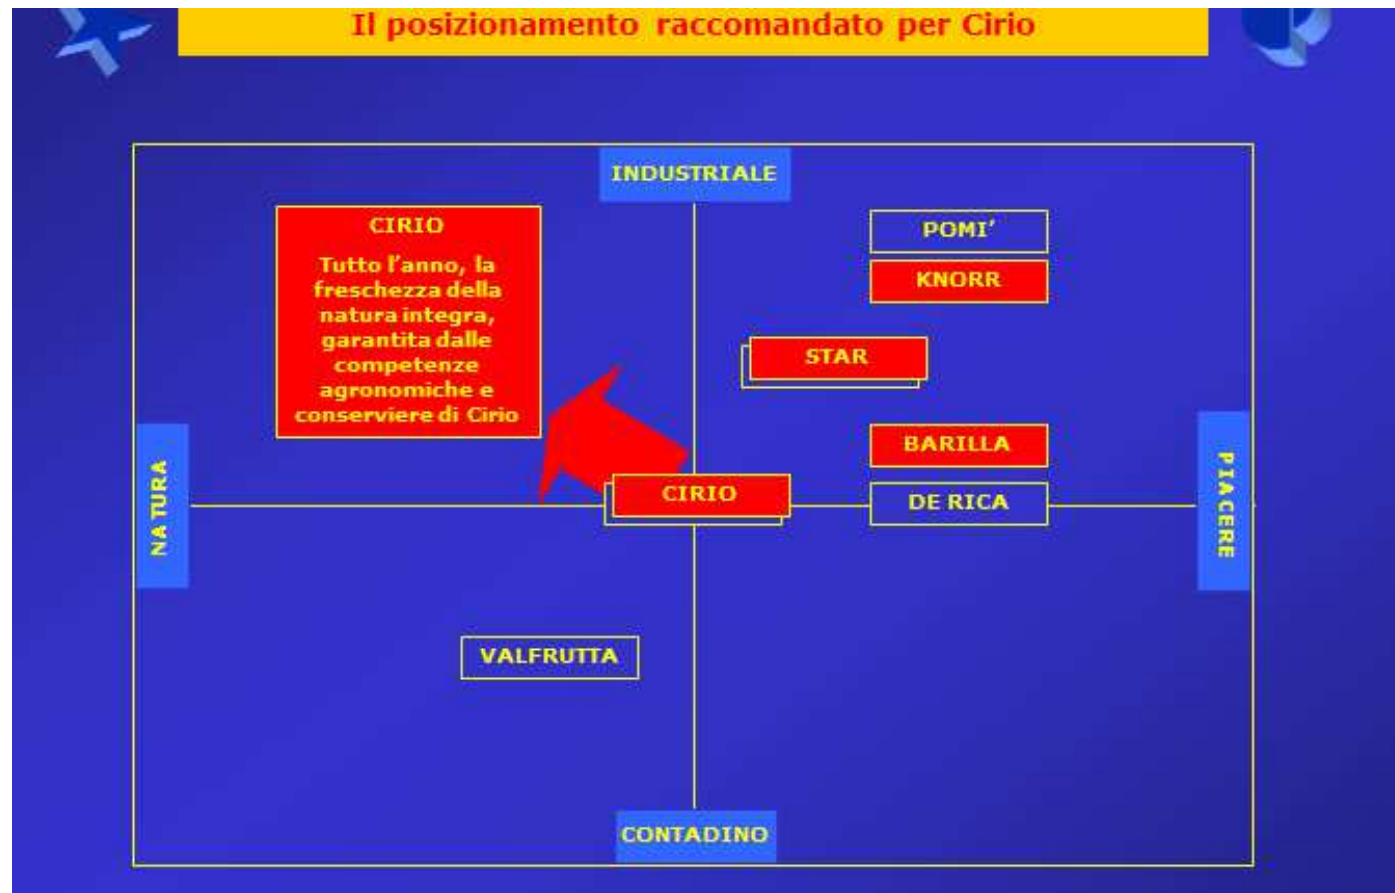 Il posizionamento raccomandato per Cirio
INDUSTRIALE
CIRIO
Tutto l’anno, la
freschezza della
natura integra,
garantita dalle
competenze
agronomiche e
conserviere di Cirio
POMI’
KNORR
STAR
BARILLA
CIRIO
DE RICA
NATURA
PIACERE
VALFRUTTA
CONTADINO